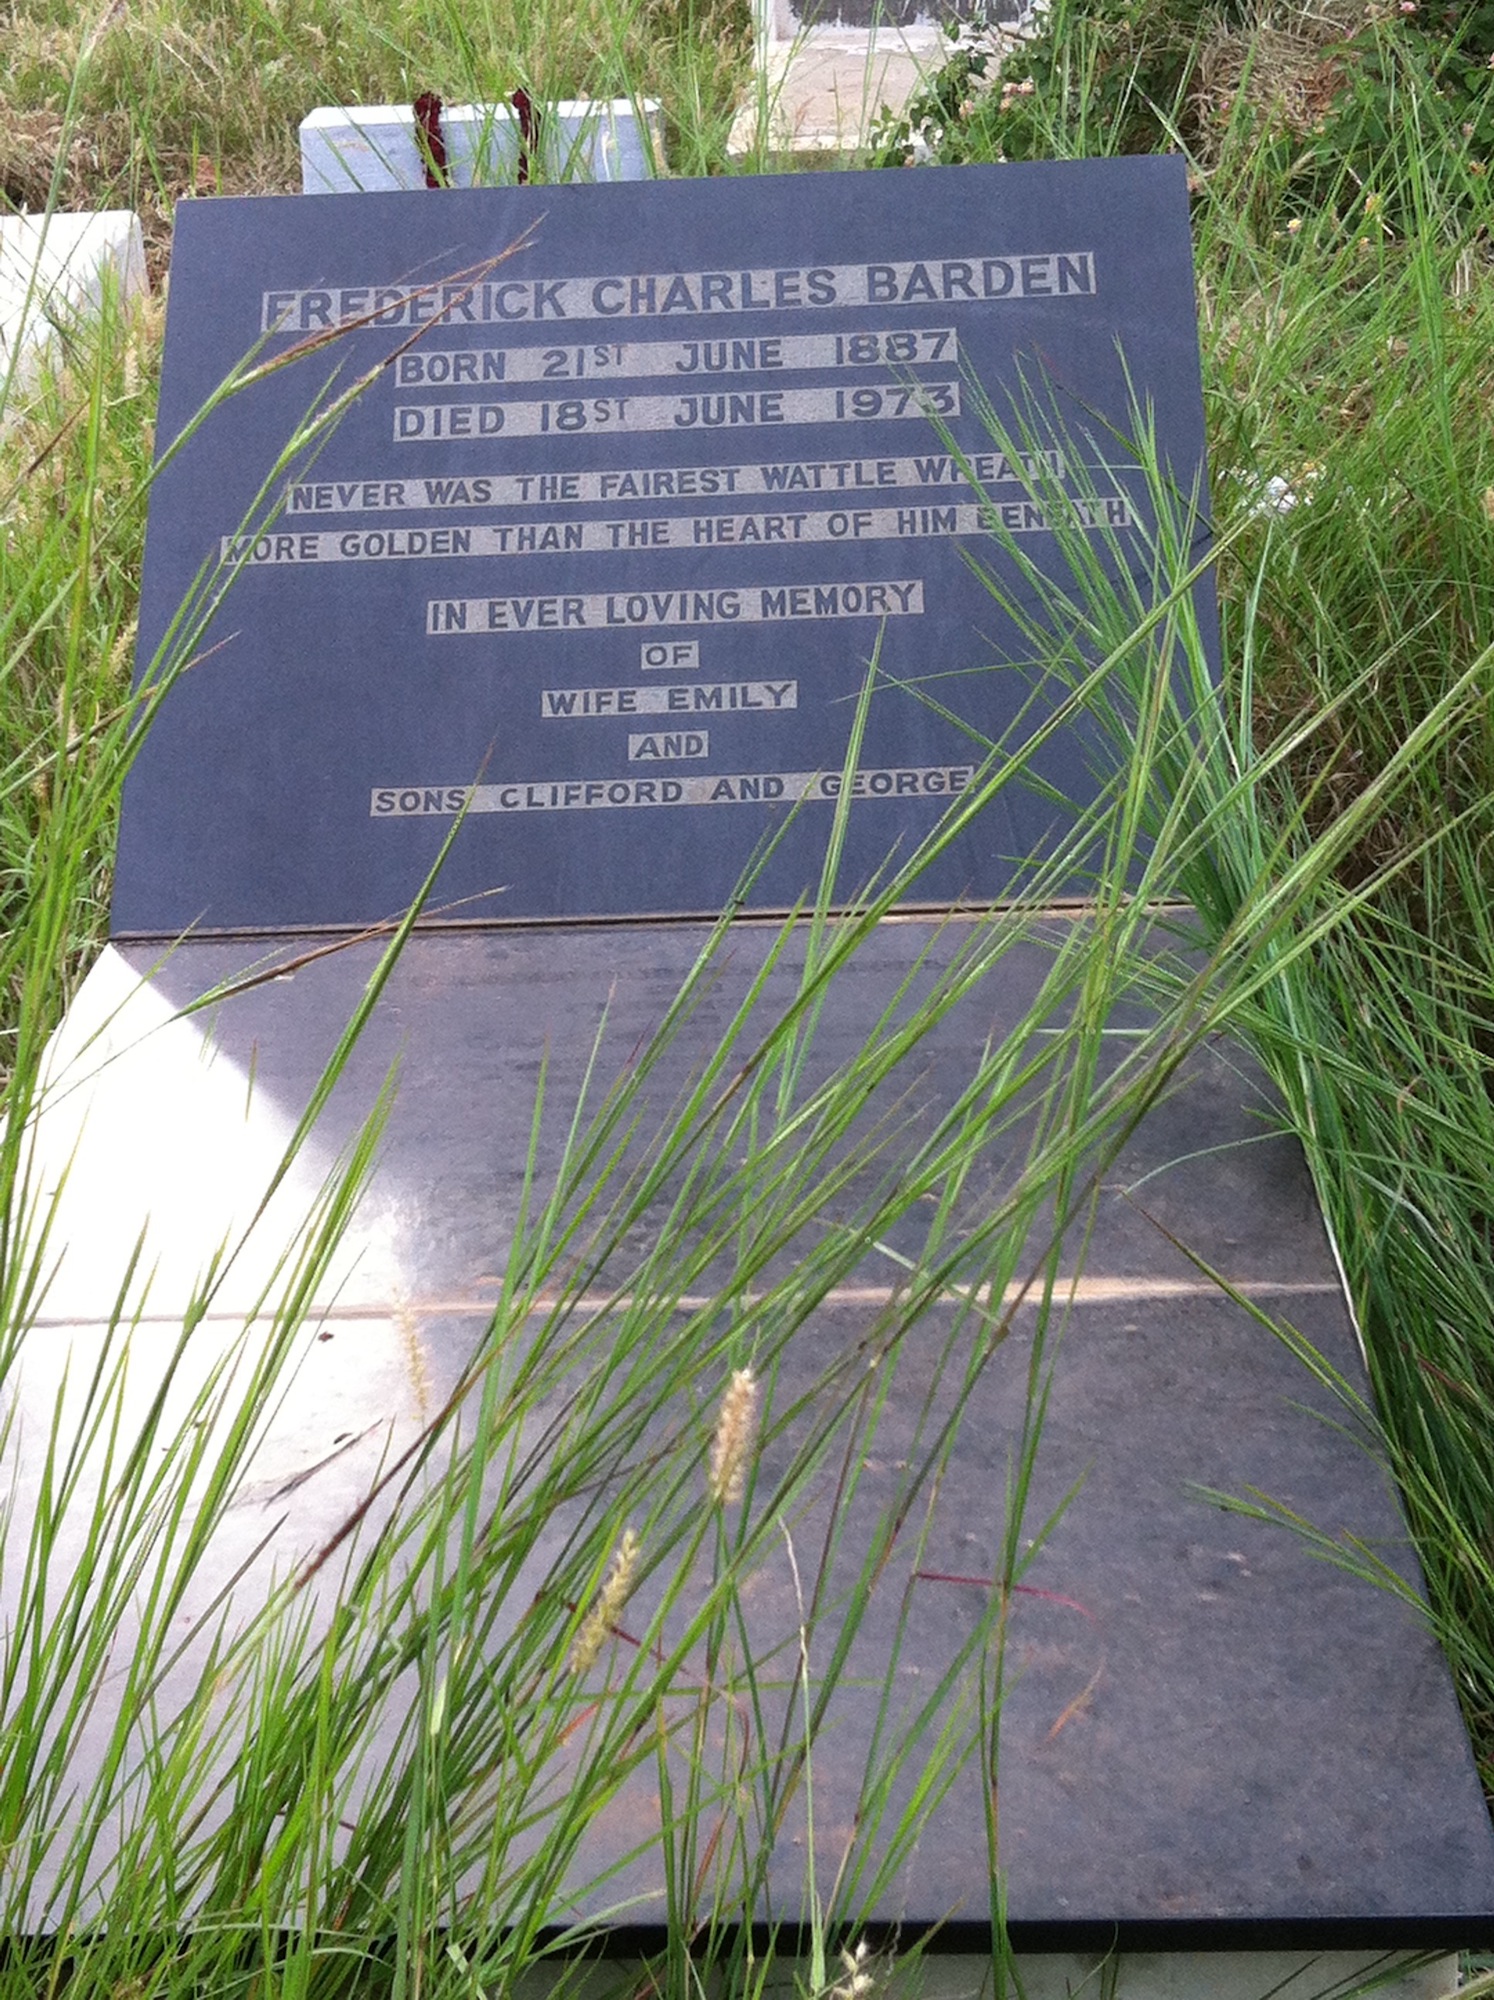 FREDERICK CHARLES BARDEN
BORN 21ST JUNE 1887
DIED 18ST JUNE 1973
NEVER WAS THE FAIREST WATTLE WREATH
MORE GOLDEN THAN THE HEART OF HIM BENEATH
IN EVER LOVING MEMORY
OF
WIFE EMILY
AND
SONS CLIFFORD AND GEORGE